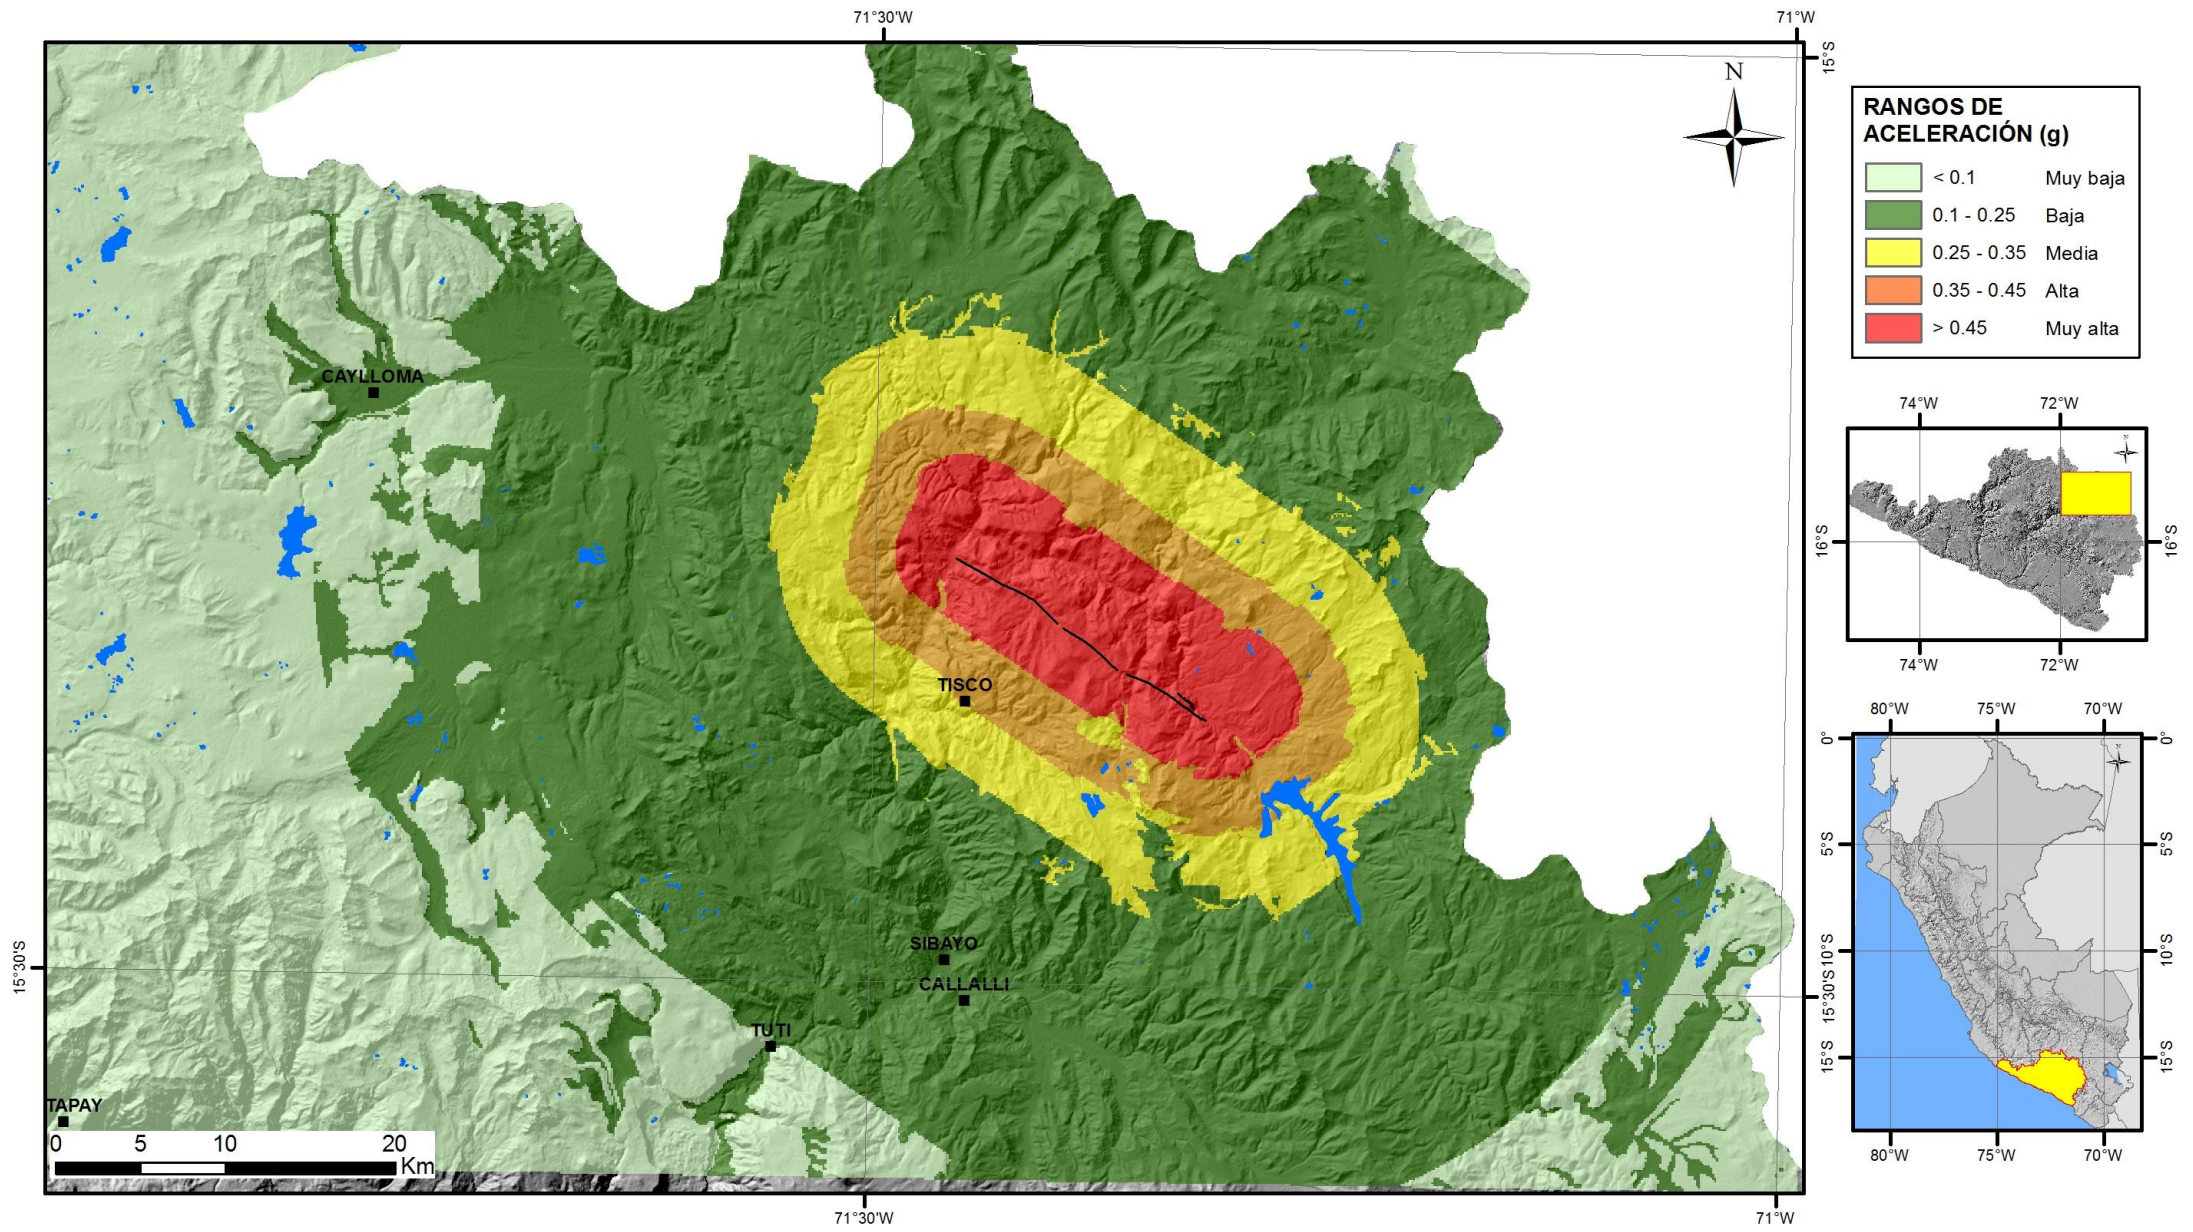 71°30'W
71°W
15°S
N
RANGOS DE
ACELERACIÓN (g)
< 0.1 Muy baja
0.1 - 0.25 Baja
0.25 - 0.35 Media
0.35 - 0.45 Alta
> 0.45 Muy alta
CAYLLOMA
TISCO
SIBAYO
CALLALLI
TUTI
TAPAY
0 5 10 20
Km
15°30'S
15°30'S
71°30'W
71°W
74°W 72°W
N
16°S
16°S
74°W 72°W
80°W 75°W 70°W
N
0°
0°
5°S
5°S
10°S
10°S
15°S
15°S
80°W 75°W 70°W